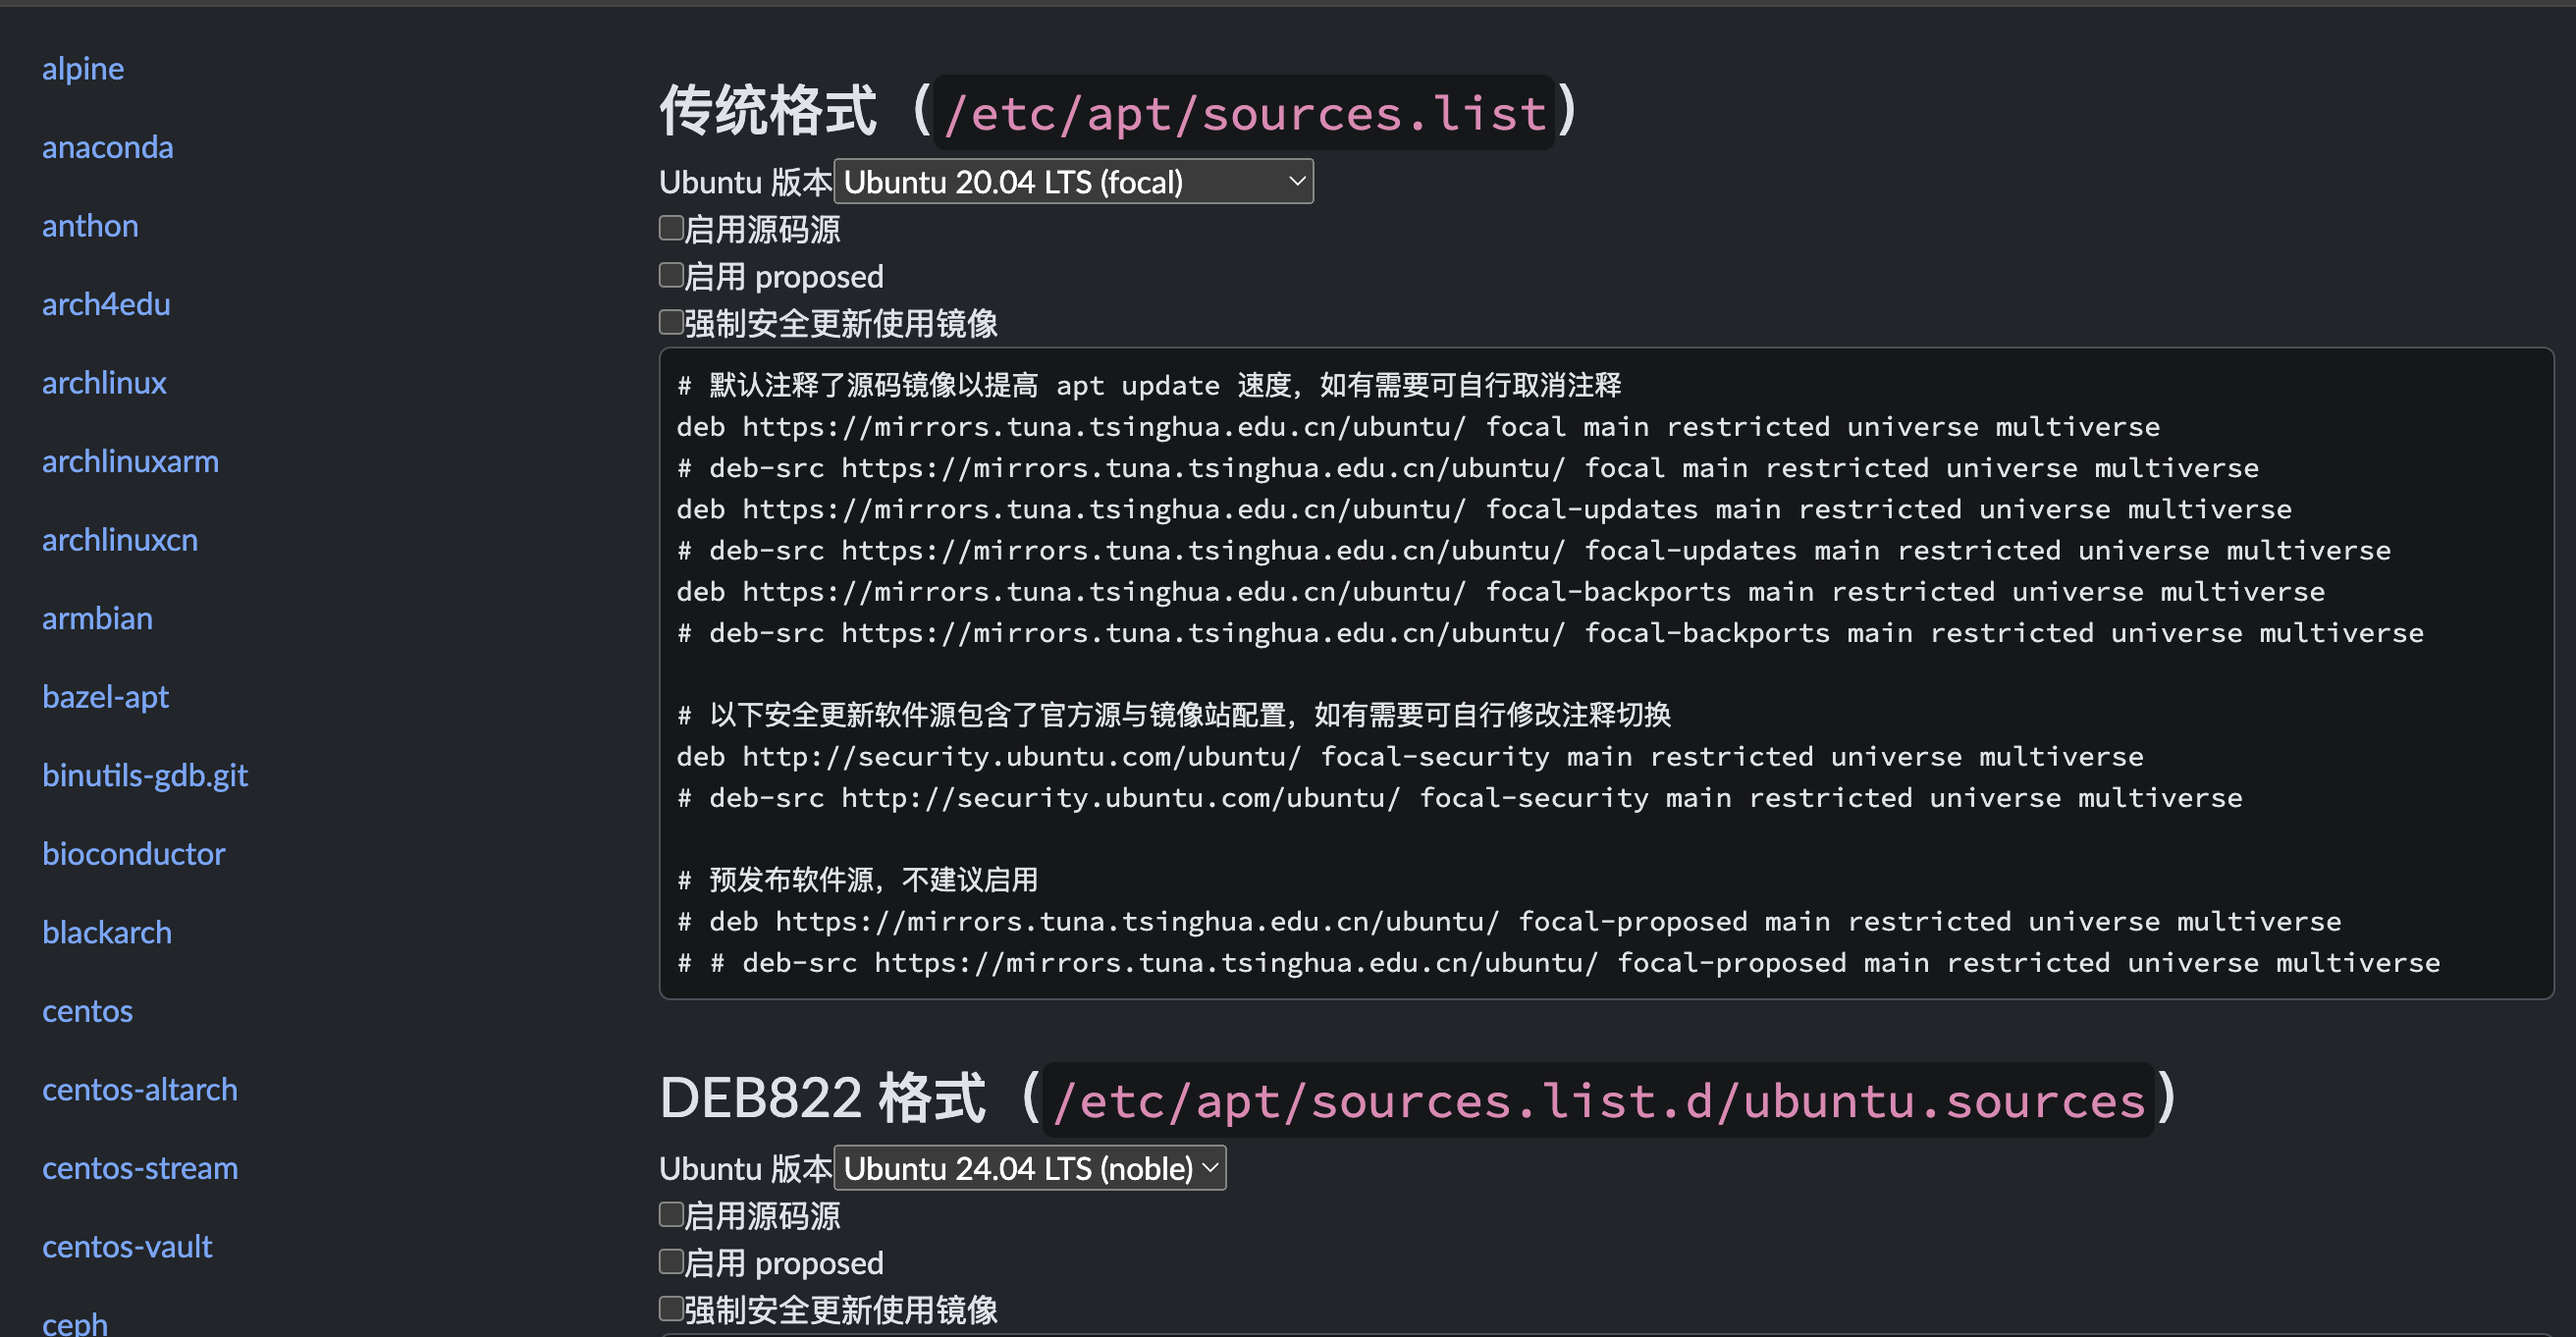 alpine
anaconda
anthon
arch4edu
archlinux
archlinuxarm
archlinuxcn
armbian
bazel-apt
binutils-gdb.git
bioconductor
blackarch
centos
centos-altarch
centos-stream
centos-vault
ceph
传统格式（/etc/apt/sources.list）
Ubuntu 版本 Ubuntu 20.04 LTS (focal)
启用源码源
启用 proposed
强制安全更新使用镜像
# 默认注释了源码镜像以提高 apt update 速度，如有需要可自行取消注释
deb https://mirrors.tuna.tsinghua.edu.cn/ubuntu/ focal main restricted universe multiverse
# deb-src https://mirrors.tuna.tsinghua.edu.cn/ubuntu/ focal main restricted universe multiverse
deb https://mirrors.tuna.tsinghua.edu.cn/ubuntu/ focal-updates main restricted universe multiverse
# deb-src https://mirrors.tuna.tsinghua.edu.cn/ubuntu/ focal-updates main restricted universe multiverse
deb https://mirrors.tuna.tsinghua.edu.cn/ubuntu/ focal-backports main restricted universe multiverse
# deb-src https://mirrors.tuna.tsinghua.edu.cn/ubuntu/ focal-backports main restricted universe multiverse
# 以下安全更新软件源包含了官方源与镜像站配置，如有需要可自行修改注释切换
deb http://security.ubuntu.com/ubuntu/ focal-security main restricted universe multiverse
# deb-src http://security.ubuntu.com/ubuntu/ focal-security main restricted universe multiverse
# 预发布软件源，不建议启用
# deb https://mirrors.tuna.tsinghua.edu.cn/ubuntu/ focal-proposed main restricted universe multiverse
# # deb-src https://mirrors.tuna.tsinghua.edu.cn/ubuntu/ focal-proposed main restricted universe multiverse
DEB822 格式（/etc/apt/sources.list.d/ubuntu.sources）
Ubuntu 版本 Ubuntu 24.04 LTS (noble)
启用源码源
启用 proposed
强制安全更新使用镜像